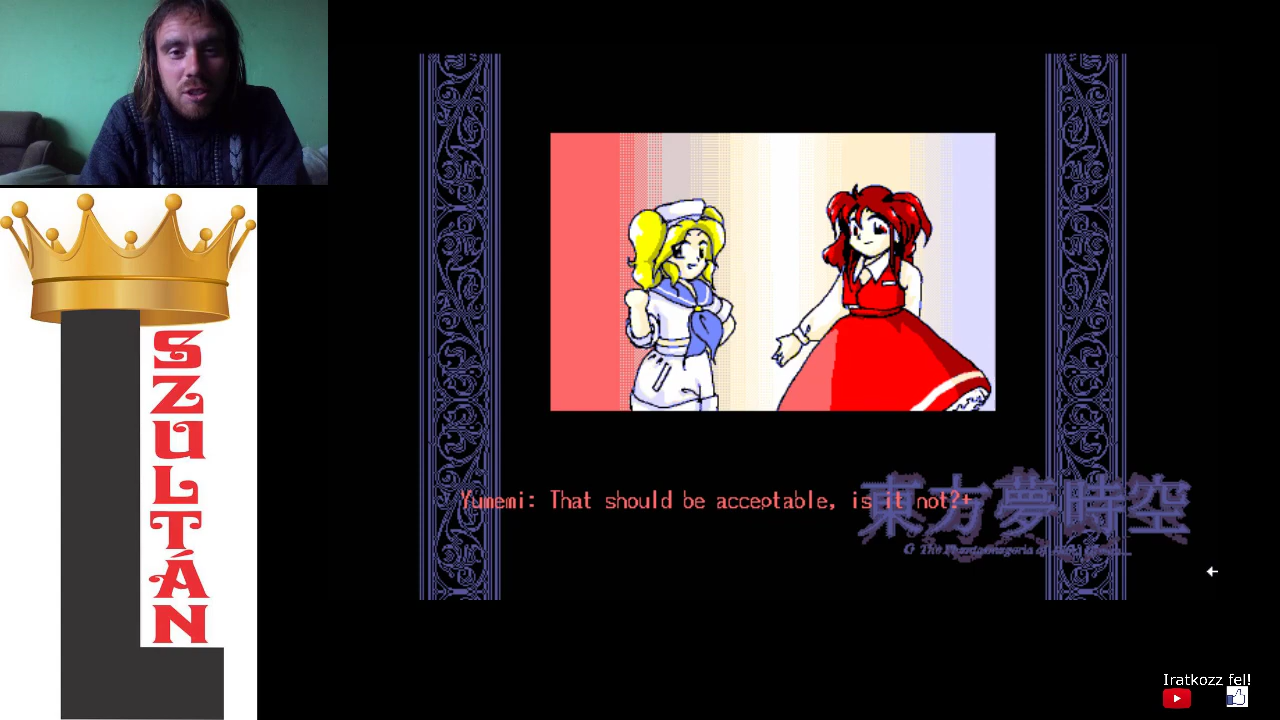 L
SZULTÁN
Yumemi: That should be acceptable, is it not?+
東方夢時空
Iratkozz fel!